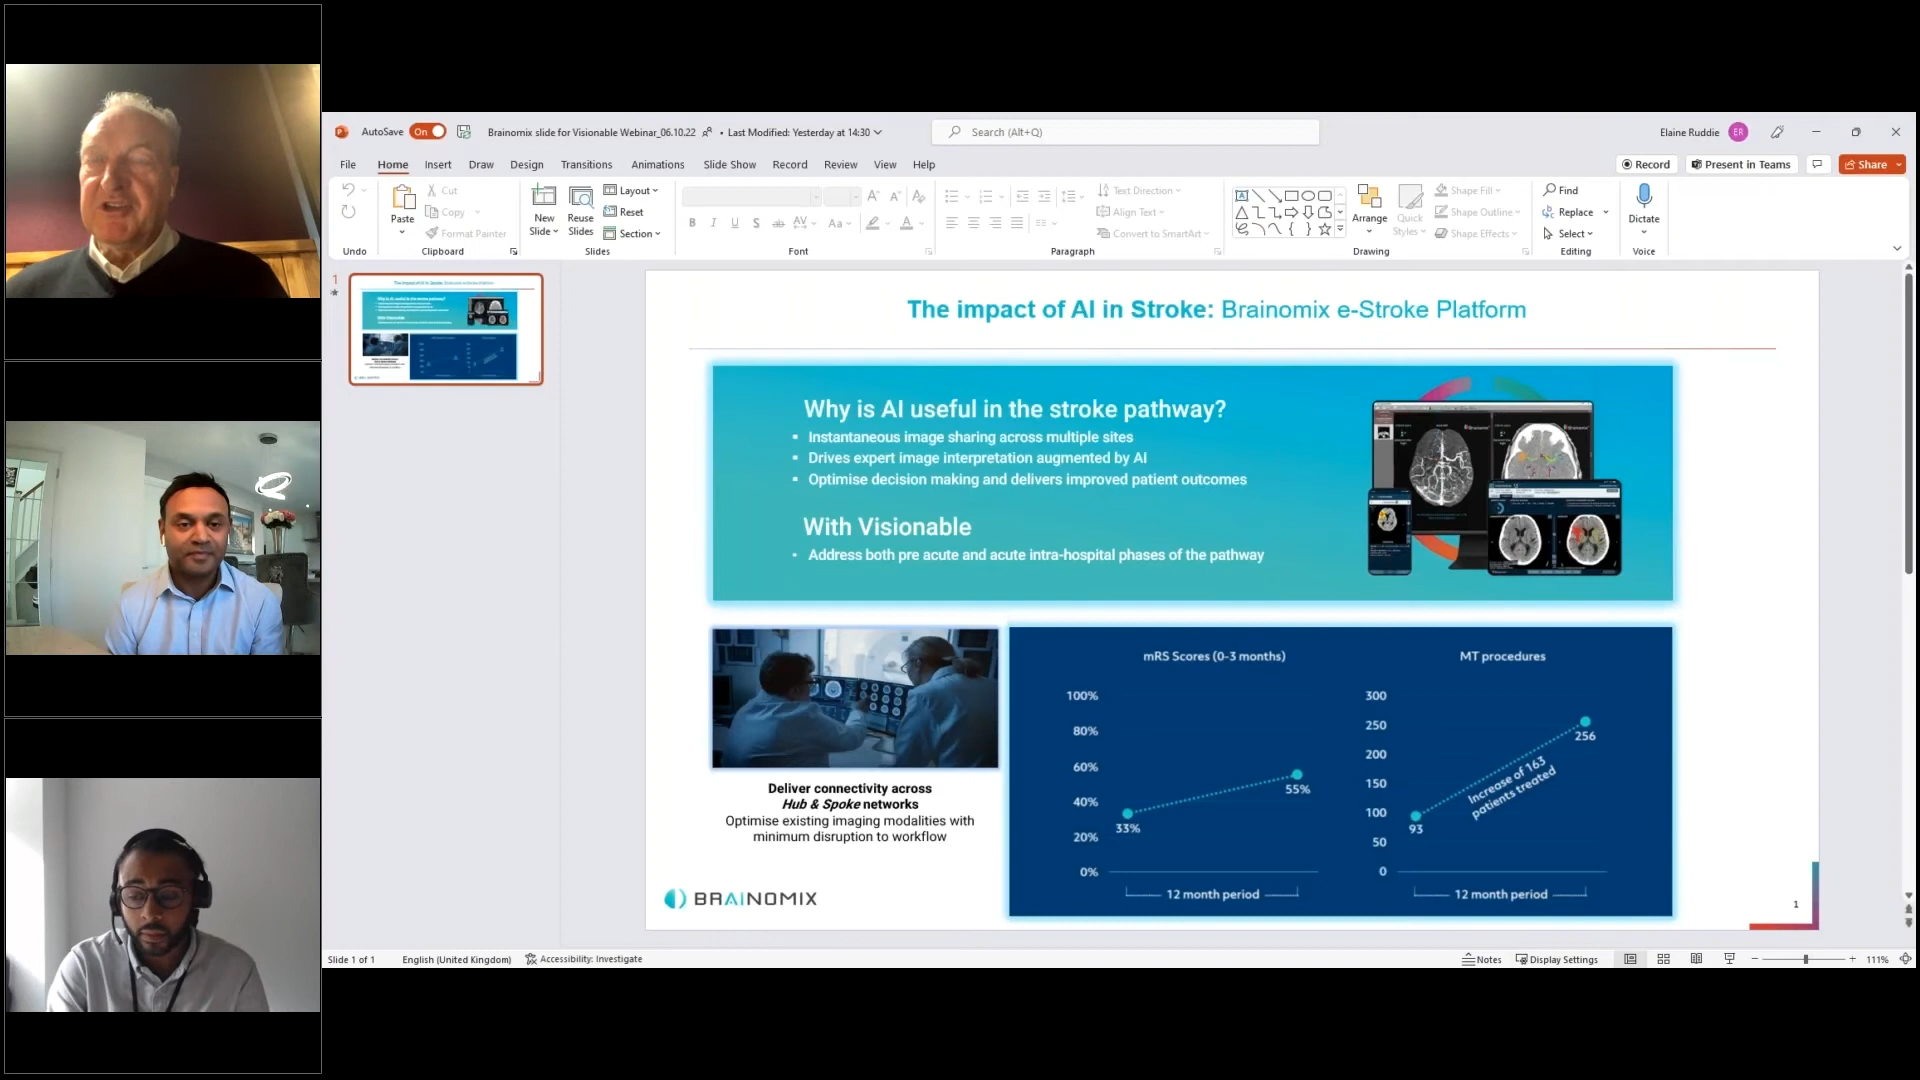 AutoSave On Brainomix slide for Visionable Webinar_06.10.22 • Last Modified: Yesterday at 14:30 Search (Alt+Q) Elaine Ruddie ER
File Home Insert Draw Design Transitions Animations Slide Show Record Review View Help Record Present in Teams Share
Paste Cut Copy Format Painter
New Slide Reuse Slides Layout Reset Section
B I U S ab AV Aa A
Text Direction Align Text Convert to SmartArt
Arrange Quick Styles Shape Fill Shape Outline Shape Effects
Find Replace Select
Dictate
Undo Clipboard Slides Font Paragraph Drawing Editing Voice
1
The impact of AI in Stroke: Brainomix e-Stroke Platform
Why is AI useful in the stroke pathway?
▪ Instantaneous image sharing across multiple sites
▪ Drives expert image interpretation augmented by AI
▪ Optimise decision making and delivers improved patient outcomes
With Visionable
• Address both pre acute and acute intra-hospital phases of the pathway
Deliver connectivity across
Hub & Spoke networks
Optimise existing imaging modalities with
minimum disruption to workflow
BRAINOMIX
mRS Scores (0-3 months)
100%
80%
60%
40%
20%
0%
33%
55%
12 month period
MT procedures
300
250
200
150
100
50
0
93
256
Increase of 163
patients treated
12 month period
1
Slide 1 of 1 English (United Kingdom) Accessibility: Investigate Notes Display Settings 111%